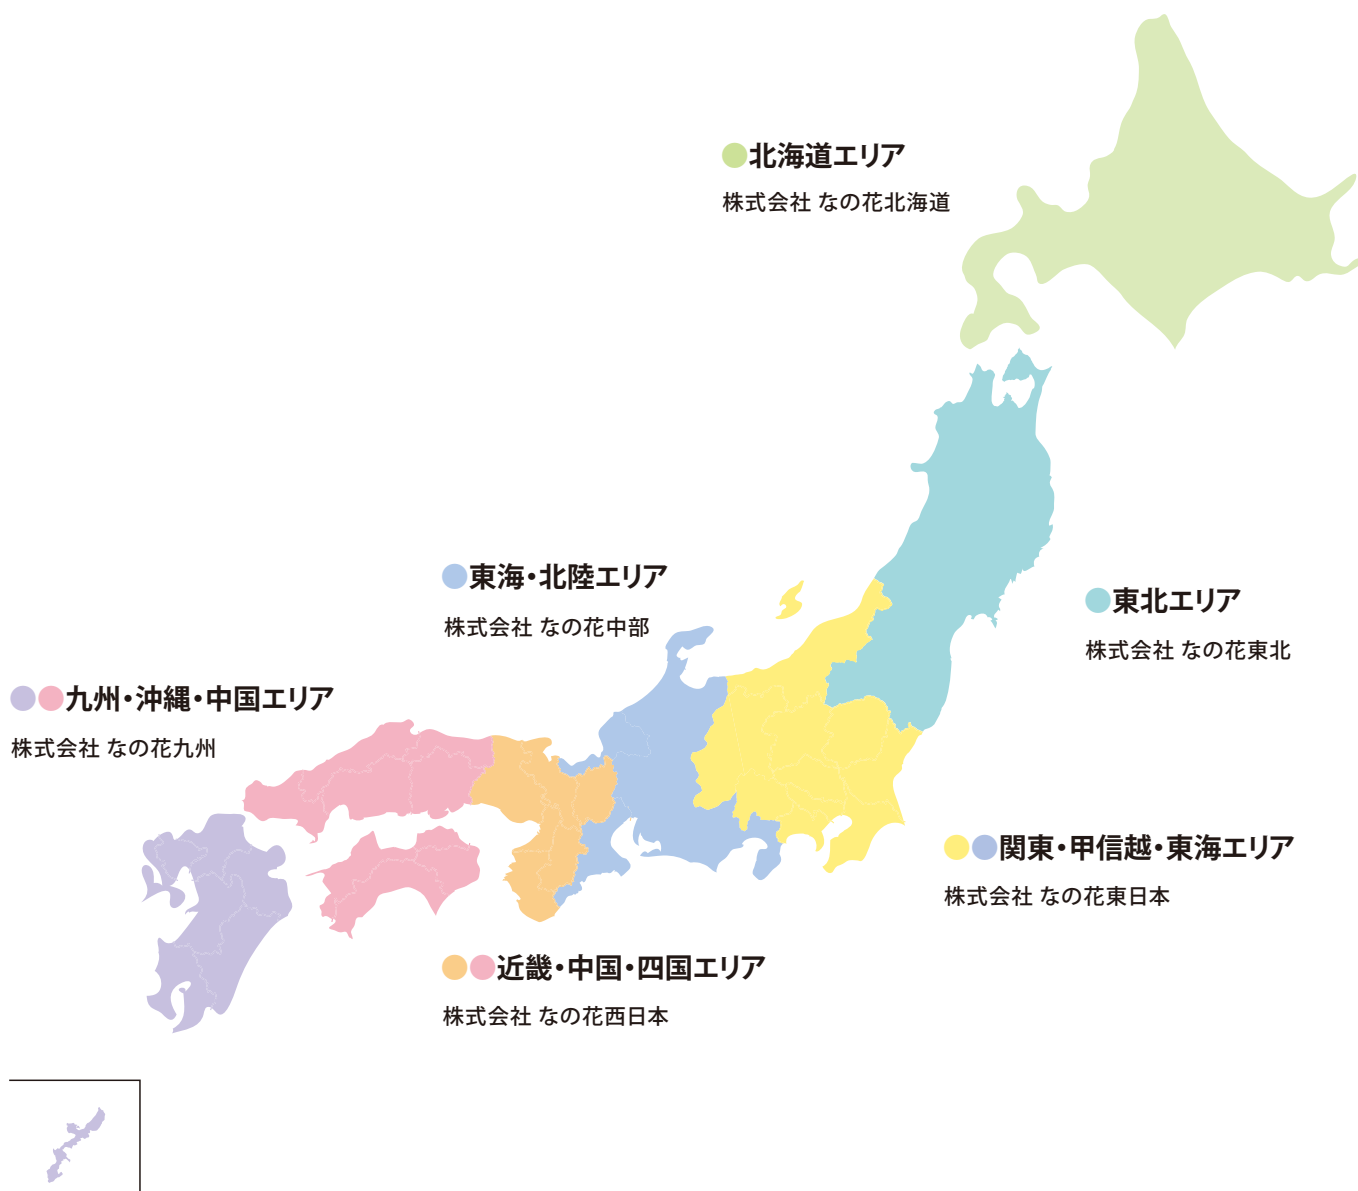 北海道エリア
株式会社 なの花北海道
東海・北陸エリア
株式会社 なの花中部
東北エリア
株式会社 なの花東北
九州・沖縄・中国エリア
株式会社 なの花九州
関東・甲信越・東海エリア
株式会社 なの花東日本
近畿・中国・四国エリア
株式会社 なの花西日本